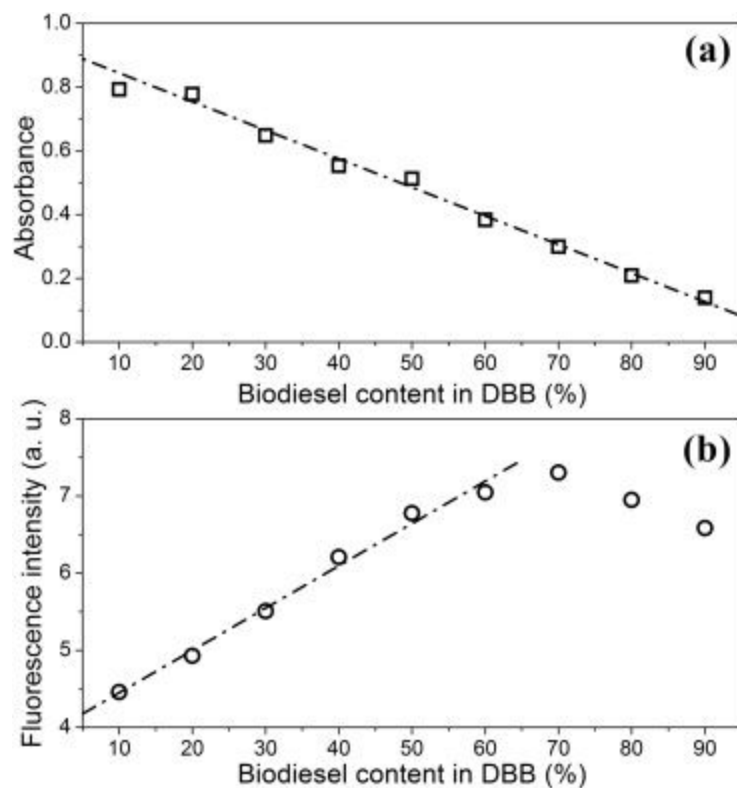 (a)
Absorbance
1.0
0.8
0.6
0.4
0.2
0.0
10 20 30 40 50 60 70 80 90
Biodiesel content in DBB (%)
(b)
Fluorescence intensity (a. u.)
8
7
6
5
4
10 20 30 40 50 60 70 80 90
Biodiesel content in DBB (%)